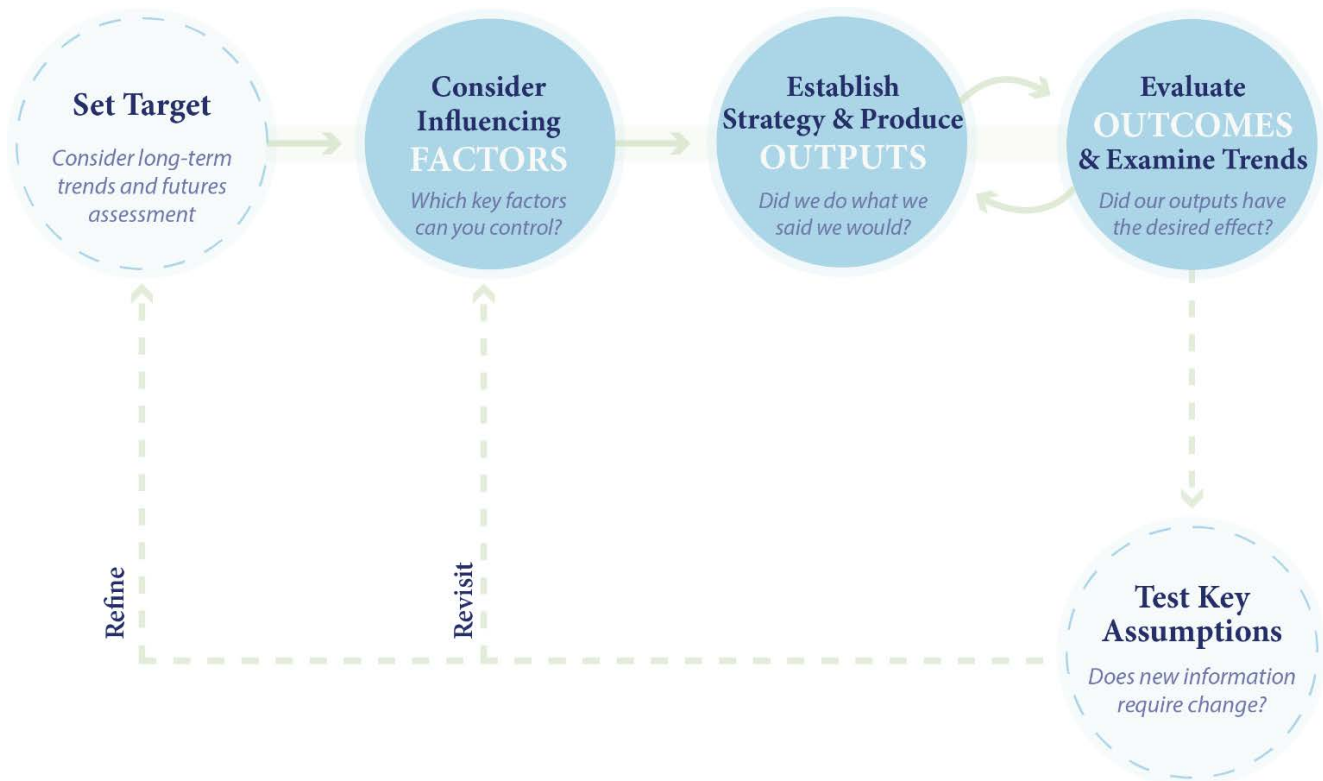 Set Target
Consider long-term
trends and futures
assessment
Consider
Influencing
FACTORS
Which key factors
can you control?
Establish
Strategy & Produce
OUTPUTS
Did we do what we
said we would?
Evaluate
OUTCOMES
& Examine Trends
Did our outputs have
the desired effect?
Refine
Revisit
Test Key
Assumptions
Does new information
require change?